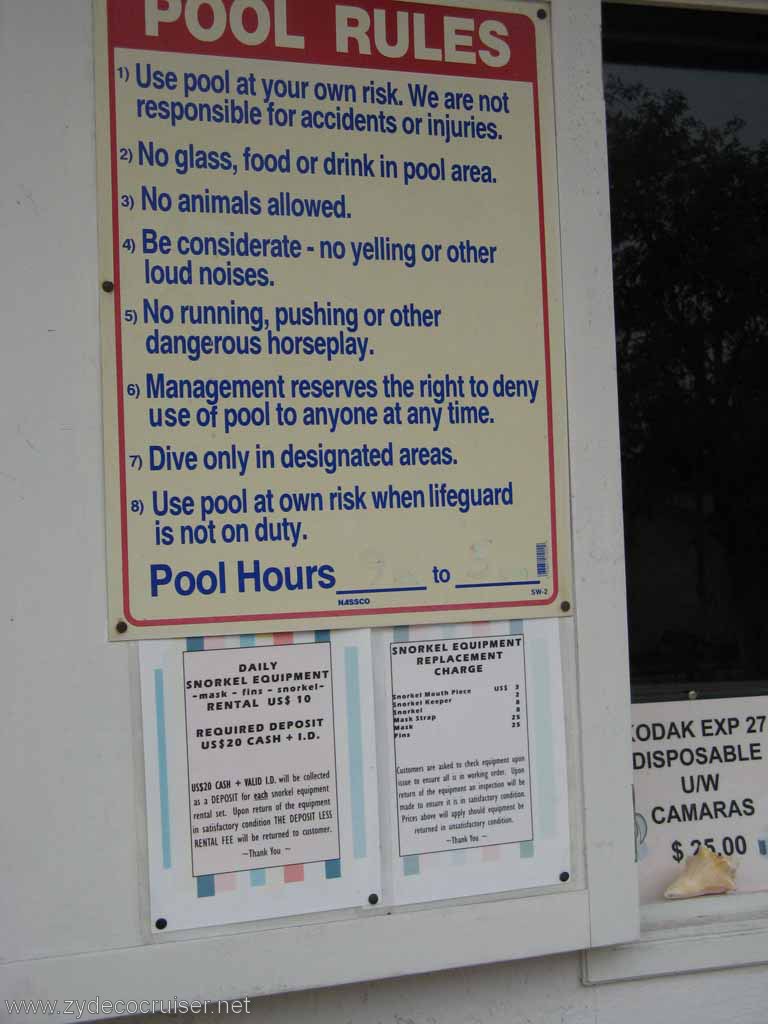 POOL RULES
1) Use pool at your own risk. We are not
responsible for accidents or injuries.
2) No glass, food or drink in pool area.
3) No animals allowed.
4) Be considerate - no yelling or other
loud noises.
5) No running, pushing or other
dangerous horseplay.
6) Management reserves the right to deny
use of pool to anyone at any time.
7) Dive only in designated areas.
8) Use pool at own risk when lifeguard
is not on duty.
Pool Hours 9 to 5
NASSCO
SW-2
DAILY
SNORKEL EQUIPMENT
-mask - fins - snorkel-
RENTAL US$ 10
REQUIRED DEPOSIT
US$20 CASH + I.D.
US$20 CASH + VALID I.D. will be collected
as a DEPOSIT for each snorkel equipment
rental set. Upon return of the equipment
in satisfactory condition THE DEPOSIT LESS
RENTAL FEE will be returned to customer.
~Thank You ~
SNORKEL EQUIPMENT
REPLACEMENT
CHARGE
Snorkel Mouth Piece US$ 3
Snorkel Keeper 2
Snorkel 8
Mask Strap 8
Mask 25
Fins 25
Customers are asked to check equipment upon
issue to ensure all is in working order. Upon
return of the equipment an inspection will be
made to ensure it is in satisfactory condition.
Prices above will apply should equipment be
returned in unsatisfactory condition.
~Thank You ~
KODAK EXP 27
DISPOSABLE
U/W
CAMARAS
$ 25.00
www.zydecocruiser.net